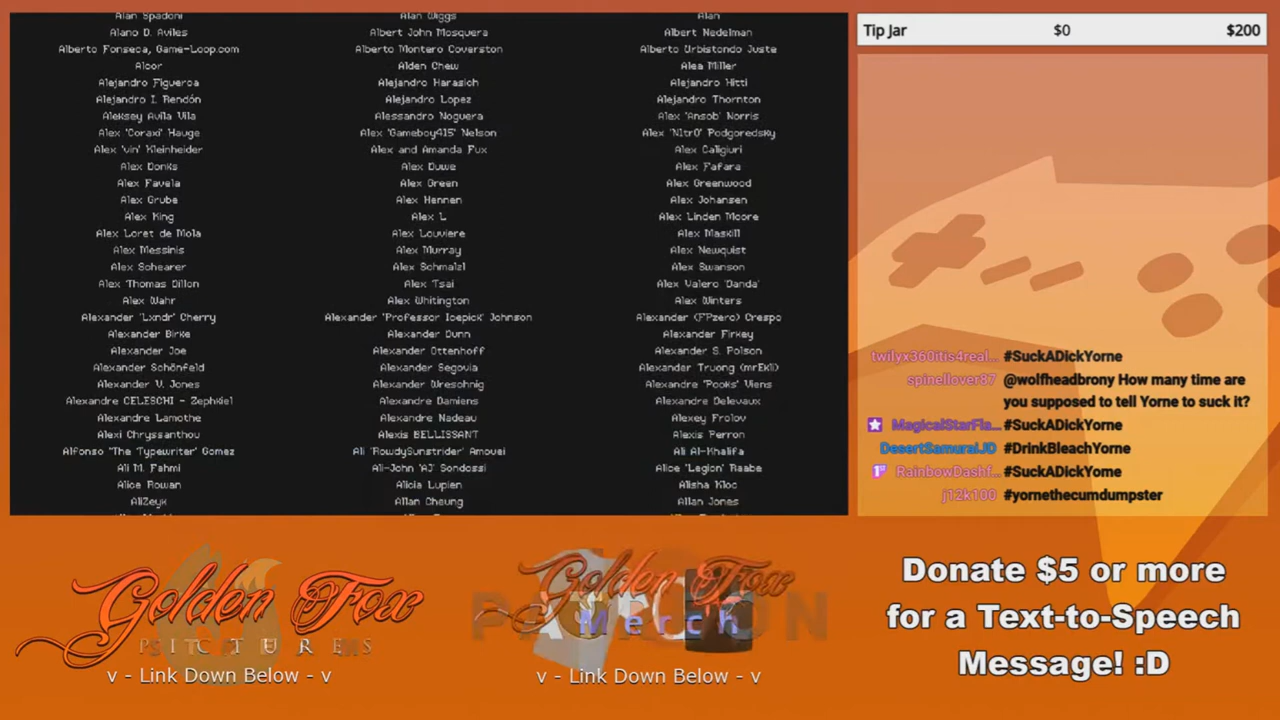 Alan Spadoni Alan Wiggs Alan
Alano D. Aviles Albert John Mosquera Albert Nedelman
Alberto Fonseca, Game-Loop.com Alberto Montero Coverston Alberto Urbistondo Juste
Alcor Alden Chew Alea Miller
Alejandro Figueroa Alejandro Harasich Alejandro Hitti
Alejandro I. Rendón Alejandro Lopez Alejandro Thornton
Aleksey Avila Vila Alessandro Noguera Alex 'Ansob' Norris
Alex 'Coraxi' Hauge Alex 'Gameboy415' Nelson Alex 'N1tr0' Podgoredsky
Alex 'vin' Kleinheider Alex and Amanda Fux Alex Caligiuri
Alex Donks Alex Duwe Alex Fafara
Alex Favela Alex Green Alex Greenwood
Alex Grube Alex Hennen Alex Johansen
Alex King Alex L Alex Linden Moore
Alex Loret de Mola Alex Louviere Alex Maskill
Alex Messinis Alex Murray Alex Newquist
Alex Schearer Alex Schmalzl Alex Swanson
Alex Thomas Dillon Alex Tsai Alex Valero 'Danda'
Alex Wahr Alex Whitington Alex Winters
Alexander 'Lxndr' Cherry Alexander 'Professor Icepick' Johnson Alexander (FPzero) Crespo
Alexander Birke Alexander Dunn Alexander Firkey
Alexander Joe Alexander Ottenhoff Alexander S. Polson
Alexander Schönfeld Alexander Segovia Alexander Truong (mrEkli)
Alexander V. Jones Alexander Wresohnig Alexandre 'Pooks' Viens
Alexandre CELESCHI - Zephkiel Alexandre Damiens Alexandre Delevaux
Alexandre Lamothe Alexandre Nadeau Alexey Frolov
Alexi Chryssanthou Alexis BELLISSANT Alexis Perron
Alfonso 'The Typewriter' Gomez Ali 'RowdySunstrider' Amouei Ali Al-Khalifa
Ali M. Fahmi Ali-John 'AJ' Sondossi Alice 'Legion' Raabe
Alice Rowan Alicia Lupien Alisha Kloc
AliZeyk Allan Cheung Allan Jones
Tip Jar $0 $200
twilyx360itis4real... #SuckADickYorne
spinellover87 @wolfheadbrony How many time are
you supposed to tell Yorne to suck it?
MagicalStarFla... #SuckADickYorne
DesertSamuraiJD #DrinkBleachYorne
RainbowDashf... #SuckADickYorne
j12k100 #yornethecumdumpster
Golden Fox
PICTURES
v - Link Down Below - v
Golden Fox
Merch
v - Link Down Below - v
Donate $5 or more
for a Text-to-Speech
Message! :D